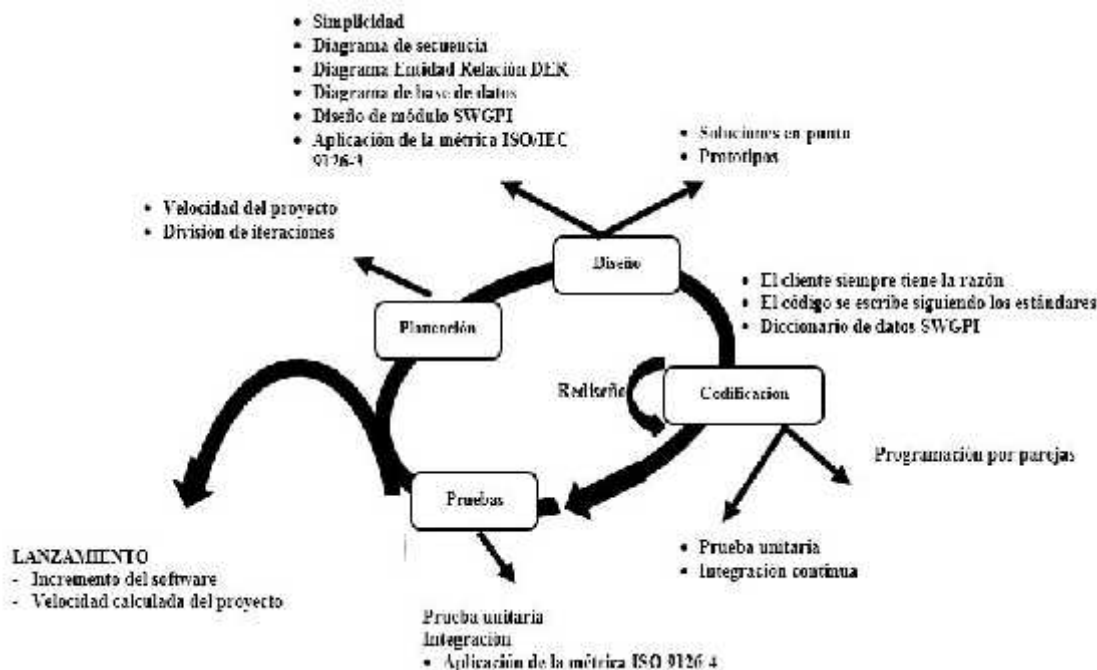 • Simplicidad
• Diagrama de secuencia
• Diagrama Entidad Relación DER
• Diagrama de base de datos
• Diseño de módulo SWGPI
• Aplicación de la métrica ISO/IEC
9126-3
• Soluciones en punto
• Prototipos
• Velocidad del proyecto
• División de iteraciones
Diseño
• El cliente siempre tiene la razón
• El código se escribe siguiendo los estándares
• Diccionario de datos SWGPI
Planeación
Rediseño
Codificacion
Programación por parejas
Pruebas
• Prueba unitaria
• Integración continua
LANZAMIENTO
- Incremento del software
- Velocidad calculada del proyecto
Prueba unitaria
Integración
• Aplicación de la métrica ISO 9126-4